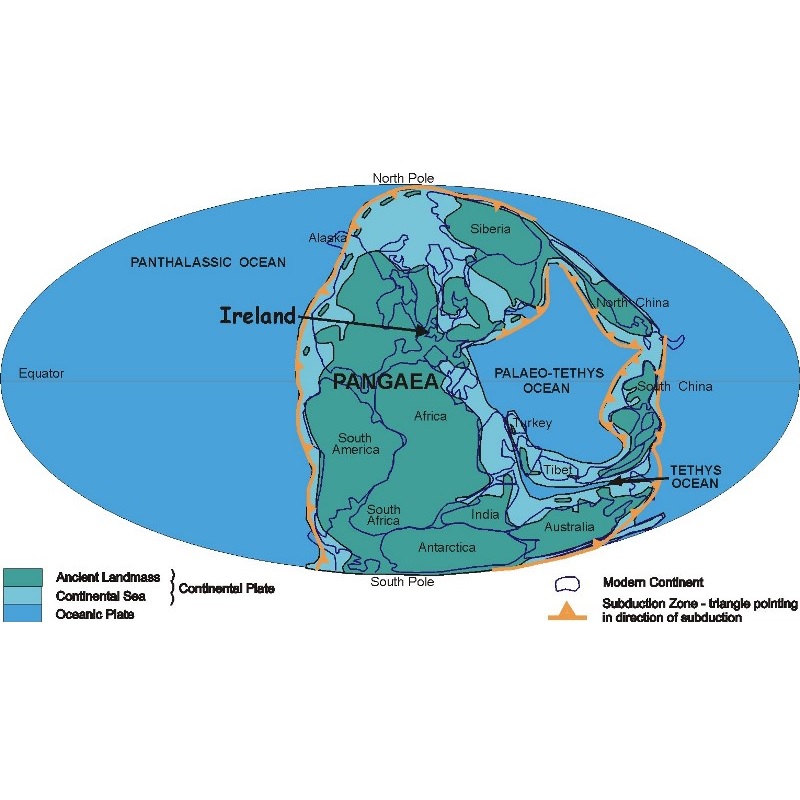 North Pole
Siberia
Alaska
PANTHALASSIC OCEAN
North China
Ireland
Equator
PANGAEA
PALAEO-TETHYS
OCEAN
South China
Africa
Turkey
South
America
Tibet
TETHYS
OCEAN
South
Africa
India
Australia
Antarctica
South Pole
Ancient Landmass
Continental Sea
Oceanic Plate
Continental Plate
Modern Continent
Subduction Zone - triangle pointing
in direction of subduction